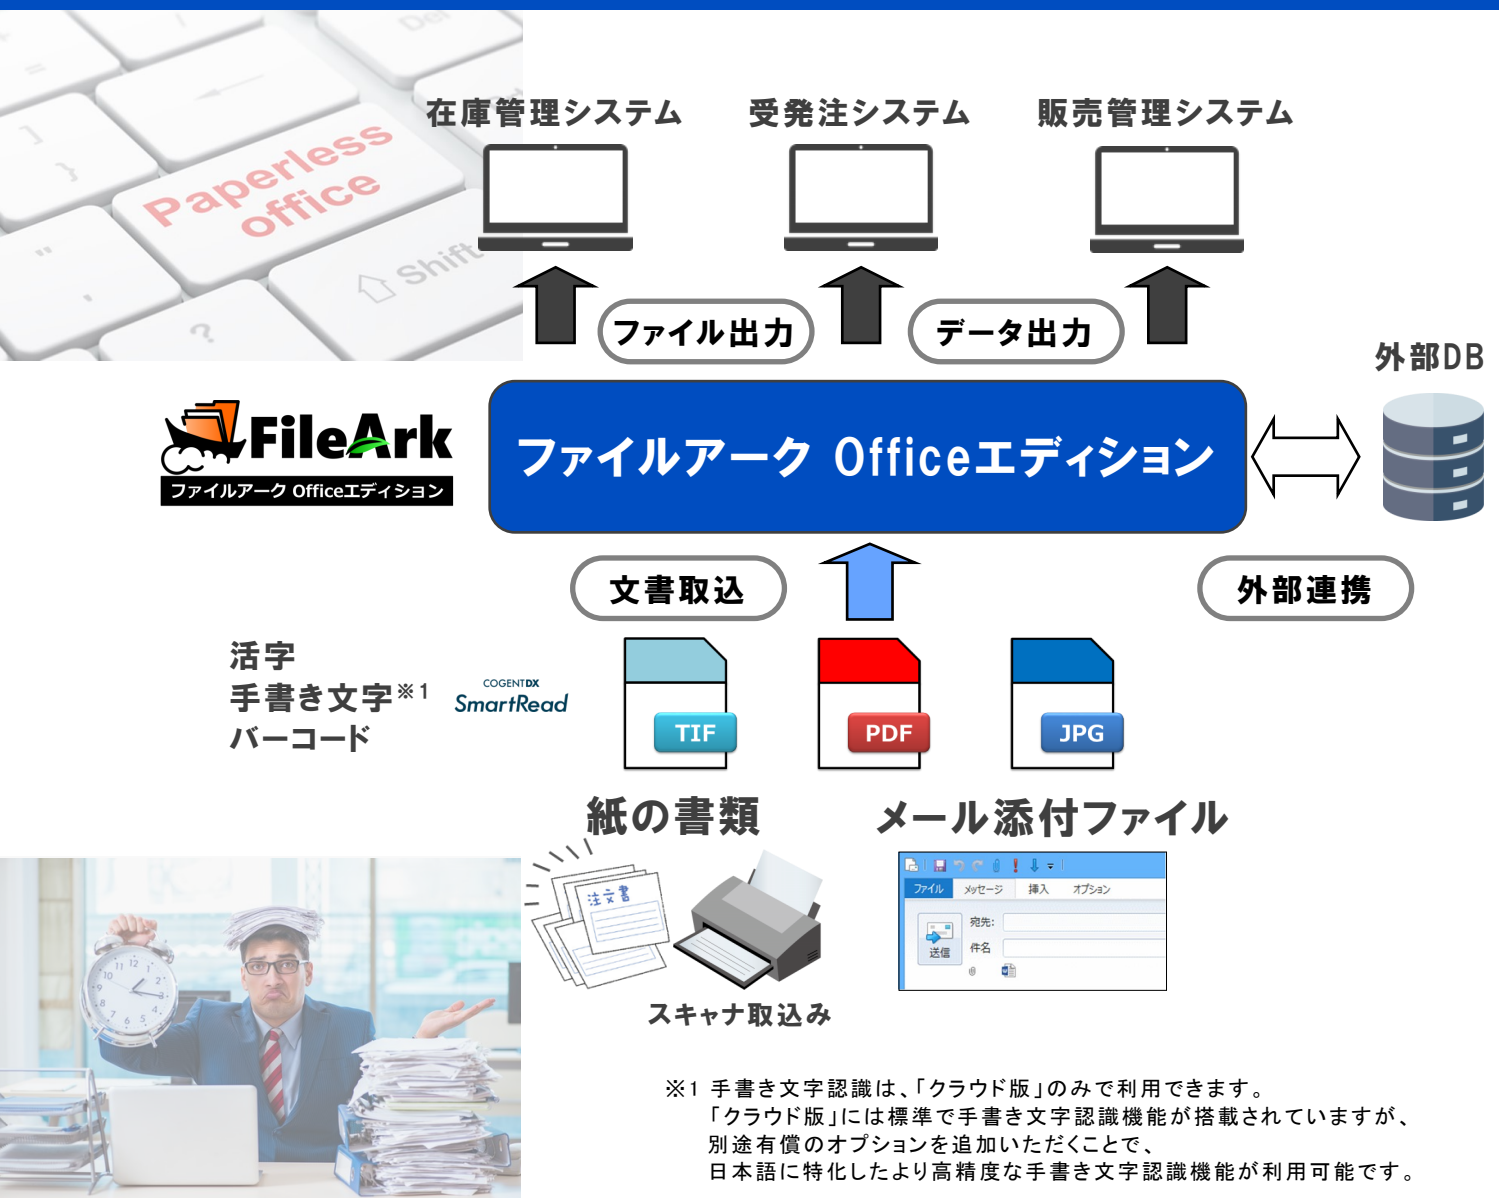 Paperless
office
Shift
在庫管理システム
受発注システム
販売管理システム
ファイル出力
データ出力
外部DB
FileArk
ファイルアーク Officeエディション
ファイルアーク Officeエディション
文書取込
外部連携
活字
手書き文字※1
バーコード
COGENTDX
SmartRead
TIF
PDF
JPG
紙の書類
メール添付ファイル
注文書
ファイル メッセージ 挿入 オプション
宛先:
送信
件名
スキャナ取込み
※1 手書き文字認識は、「クラウド版」のみで利用できます。
「クラウド版」には標準で手書き文字認識機能が搭載されていますが、
別途有償のオプションを追加いただくことで、
日本語に特化したより高精度な手書き文字認識機能が利用可能です。